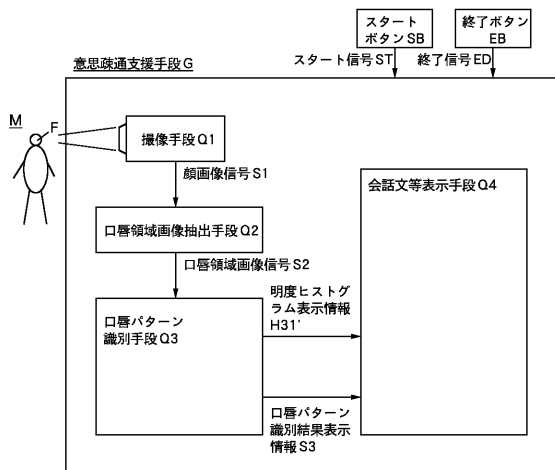 スタート
ボタンSB
終了ボタン
EB
スタート信号ST
終了信号ED
意思疎通支援手段G
M
F
撮像手段Q1
顔画像信号S1
口唇領域画像抽出手段Q2
口唇領域画像信号S2
会話文等表示手段Q4
口唇パターン
識別手段Q3
明度ヒストグ
ラム表示情報
H31'
口唇パターン
識別結果表示
情報S3